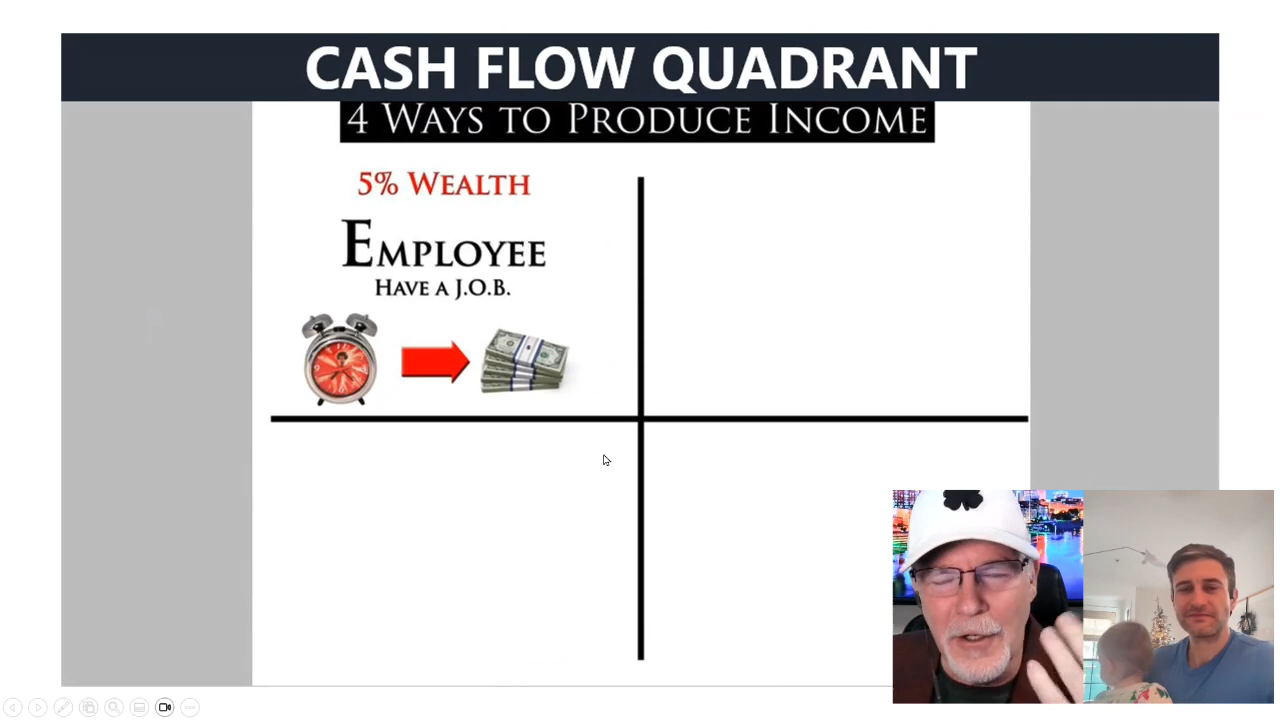 CASH FLOW QUADRANT
4 WAYS TO PRODUCE INCOME
5% WEALTH
EMPLOYEE
HAVE A J.O.B.